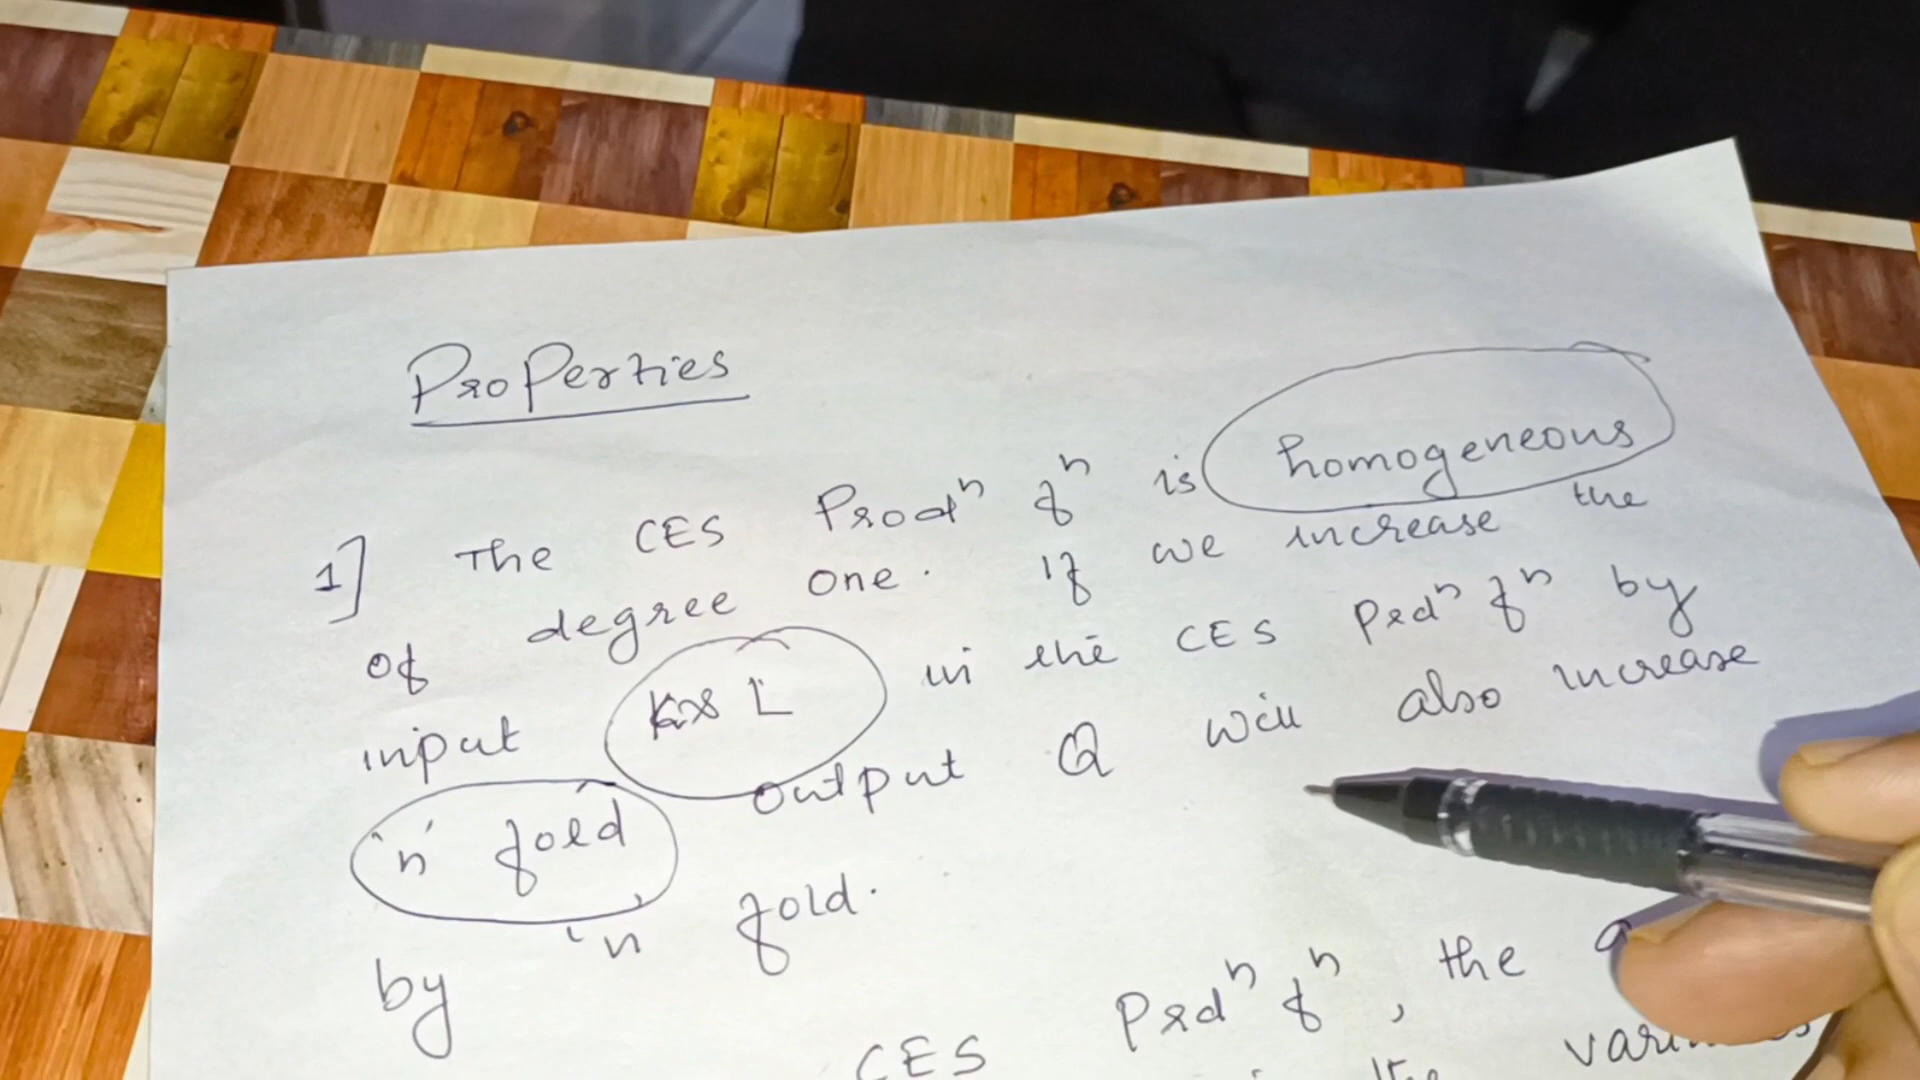 ProPerties
1] The CES Prodⁿ fⁿ is homogeneous
of degree one. If we increase the
input K&L in the CES Prdⁿ fⁿ by
'n' fold output Q will also increase
by 'n' fold.
CES Prdⁿ fⁿ, the